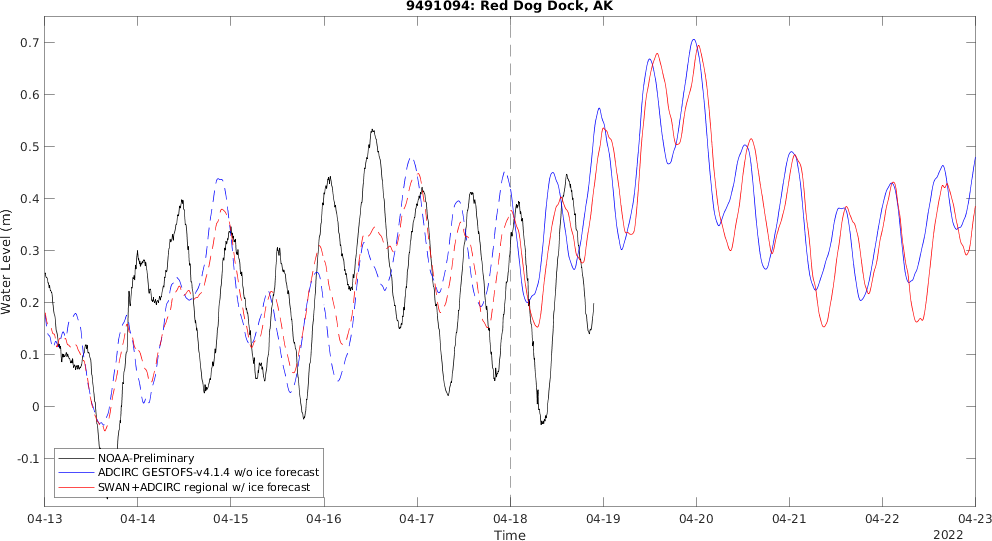 9491094: Red Dog Dock, AK
Water Level (m)
0.7
0.6
0.5
0.4
0.3
0.2
0.1
0
-0.1
NOAA-Preliminary
ADCIRC GESTOFS-v4.1.4 w/o ice forecast
SWAN+ADCIRC regional w/ ice forecast
04-13 04-14 04-15 04-16 04-17 04-18 04-19 04-20 04-21 04-22 04-23
Time
2022